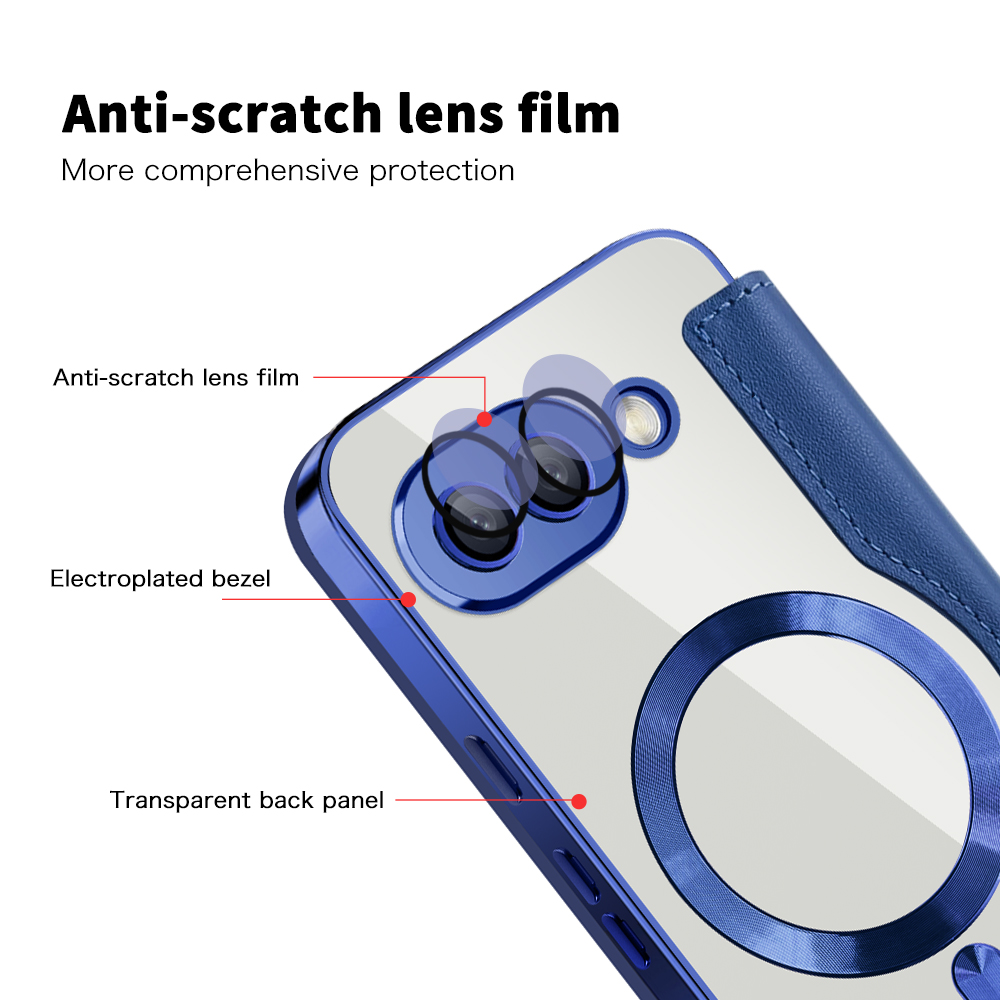 Anti-scratch lens film
More comprehensive protection
Anti-scratch lens film
Electroplated bezel
Transparent back panel